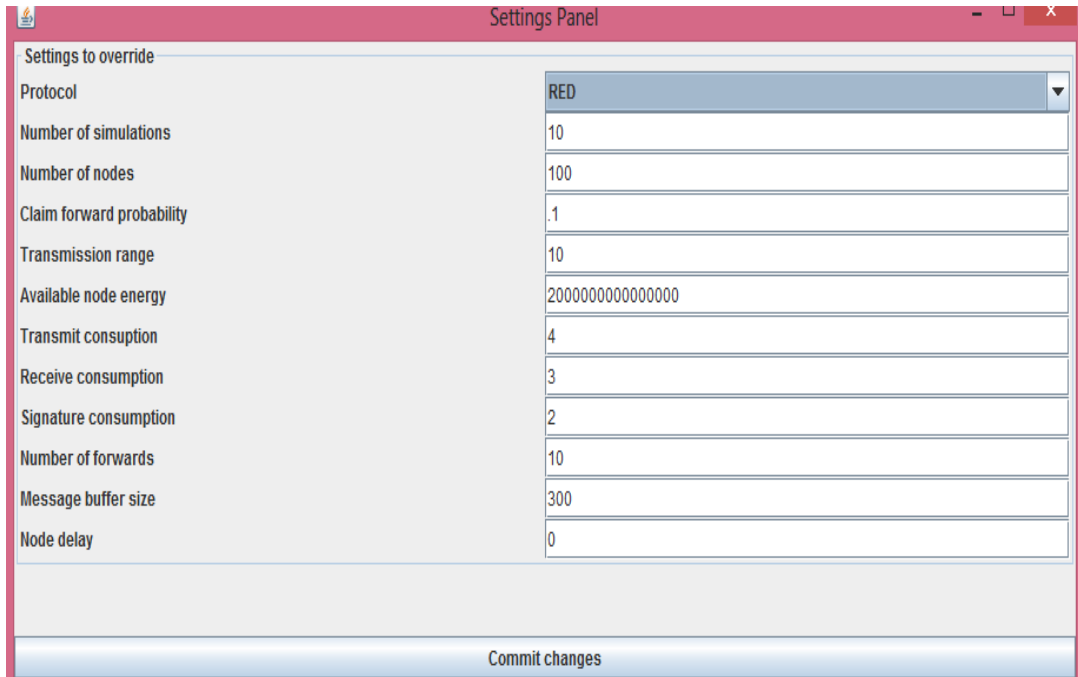 Settings Panel
Settings to override
Protocol RED
Number of simulations 10
Number of nodes 100
Claim forward probability .1
Transmission range 10
Available node energy 2000000000000000
Transmit consuption 4
Receive consumption 3
Signature consumption 2
Number of forwards 10
Message buffer size 300
Node delay 0
Commit changes